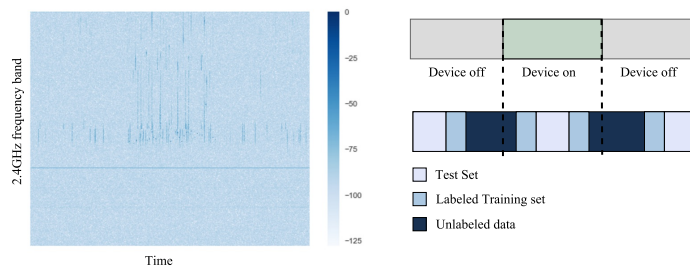 2.4GHz frequency band
Time
0
−25
−50
−75
−100
−125
Device off
Device on
Device off
Test Set
Labeled Training set
Unlabeled data